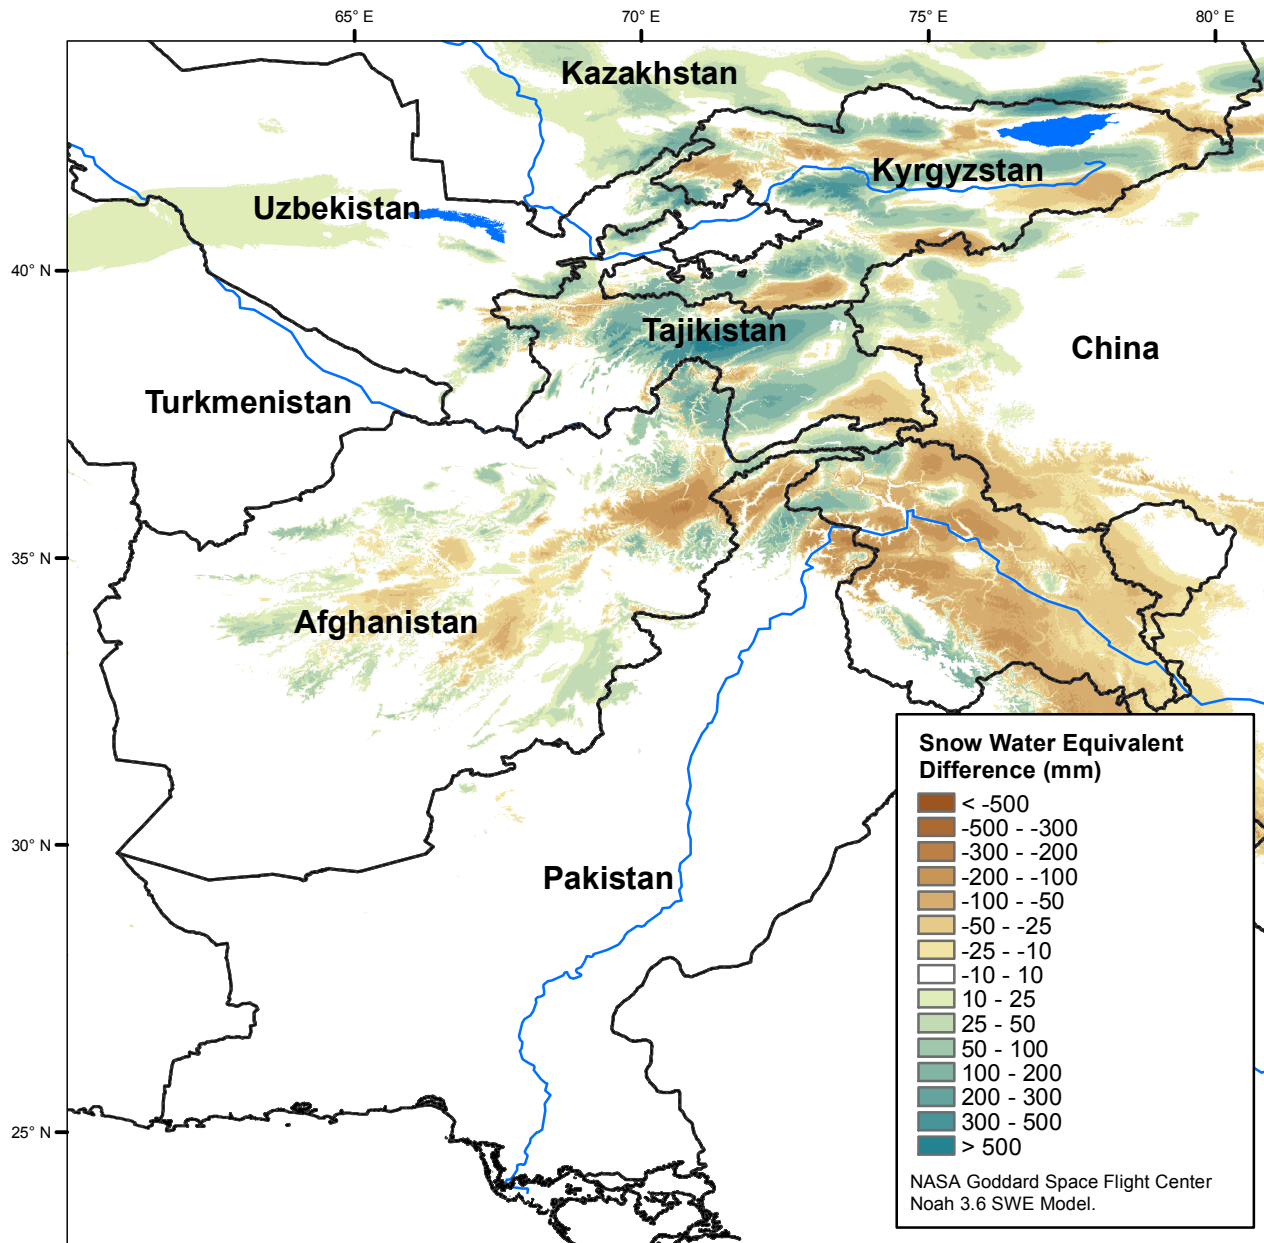 65° E
70° E
75° E
80° E
Kazakhstan
Kyrgyzstan
Uzbekistan
40° N
Tajikistan
China
Turkmenistan
35° N
Afghanistan
30° N
Pakistan
25° N
Snow Water Equivalent
Difference (mm)
< -500
-500 - -300
-300 - -200
-200 - -100
-100 - -50
-50 - -25
-25 - -10
-10 - 10
10 - 25
25 - 50
50 - 100
100 - 200
200 - 300
300 - 500
> 500
NASA Goddard Space Flight Center
Noah 3.6 SWE Model.